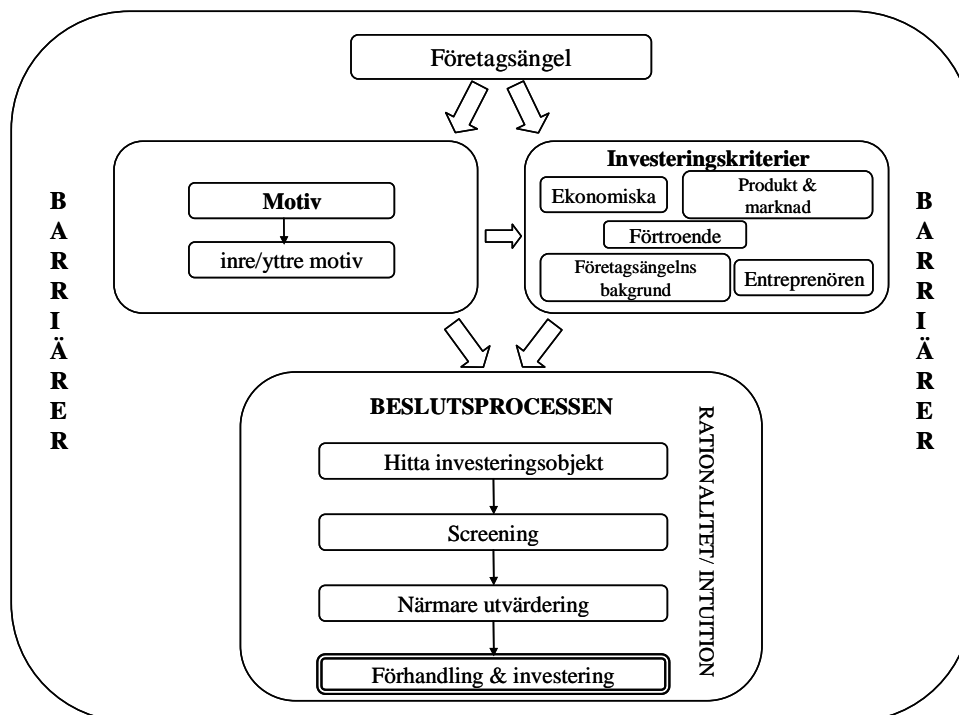 Företagsängel
Motiv
inre/yttre motiv
Investeringskriterier
Ekonomiska
Produkt &
marknad
Förtroende
Företagsängelns
bakgrund
Entreprenören
B
A
R
R
I
Ä
R
E
R
B
A
R
R
I
Ä
R
E
R
BESLUTSPROCESSEN
Hitta investeringsobjekt
Screening
Närmare utvärdering
Förhandling & investering
RATIONALITET/ INTUITION